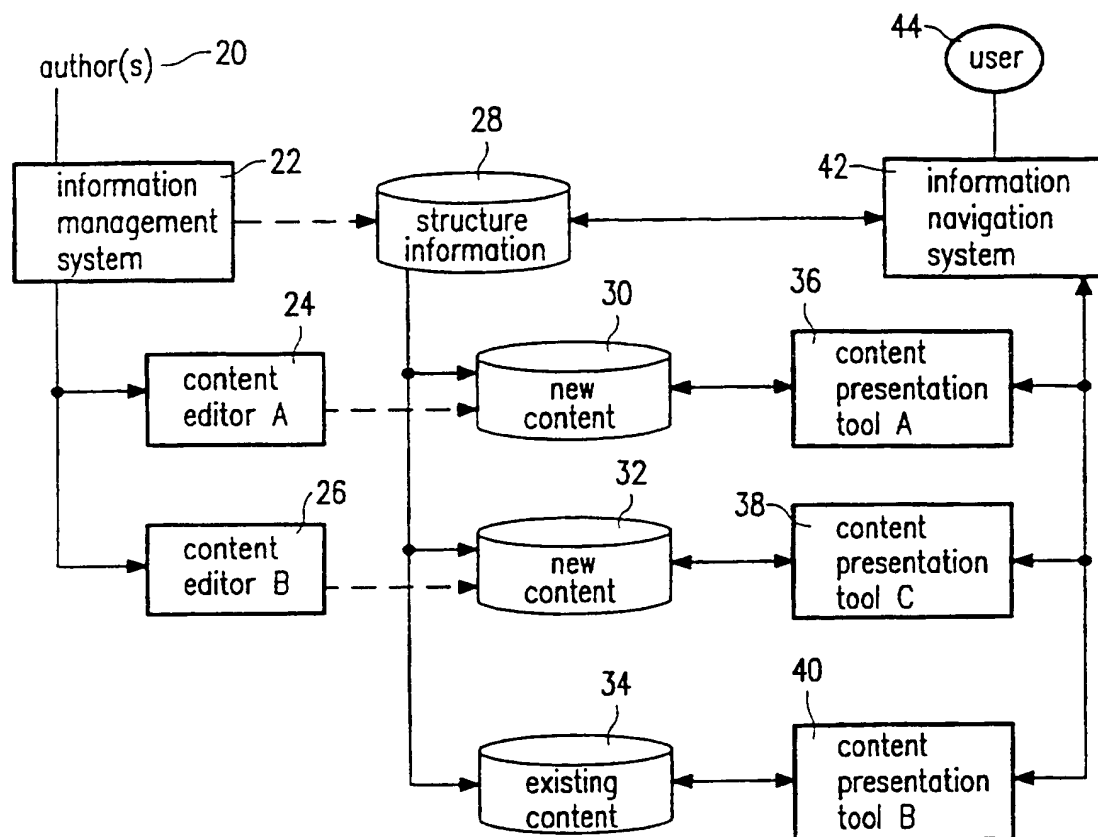 44
user
author(s) 20
28
22
information
management
system
structure
information
42
information
navigation
system
24
content
editor A
30
new
content
36
content
presentation
tool A
26
content
editor B
32
new
content
38
content
presentation
tool C
34
existing
content
40
content
presentation
tool B